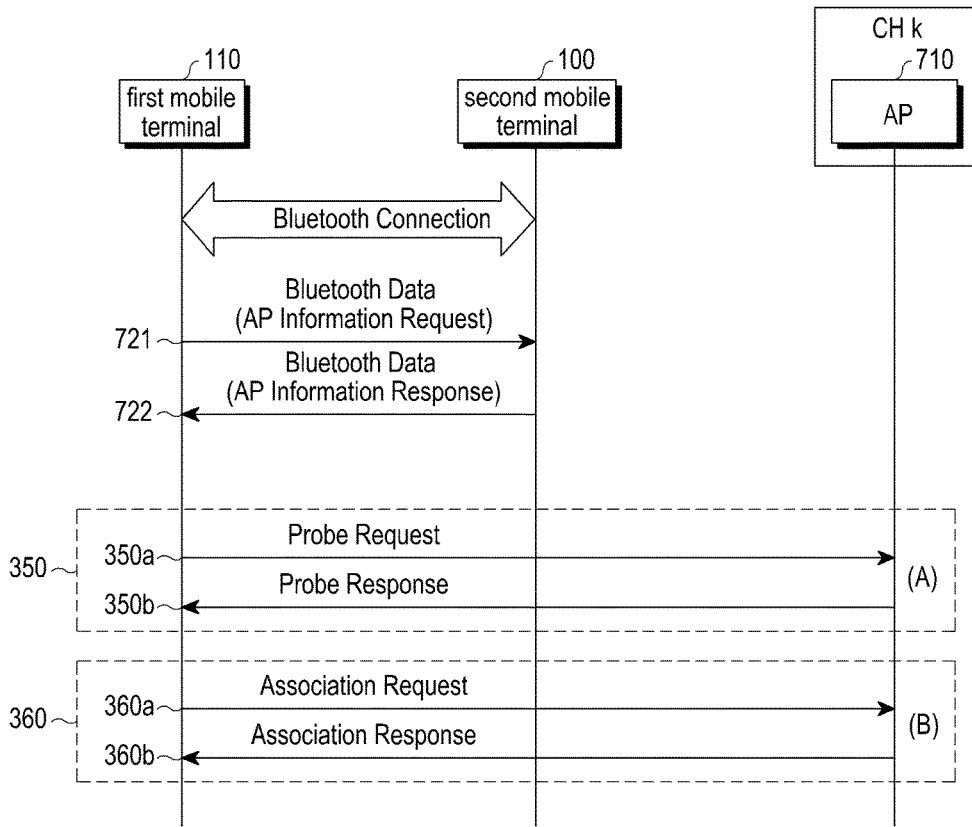 CH k
110
100
710
first mobile
terminal
second mobile
terminal
AP
Bluetooth Connection
Bluetooth Data
(AP Information Request)
721
Bluetooth Data
(AP Information Response)
722
350
Probe Request
350a
Probe Response
350b
(A)
360
Association Request
360a
Association Response
360b
(B)